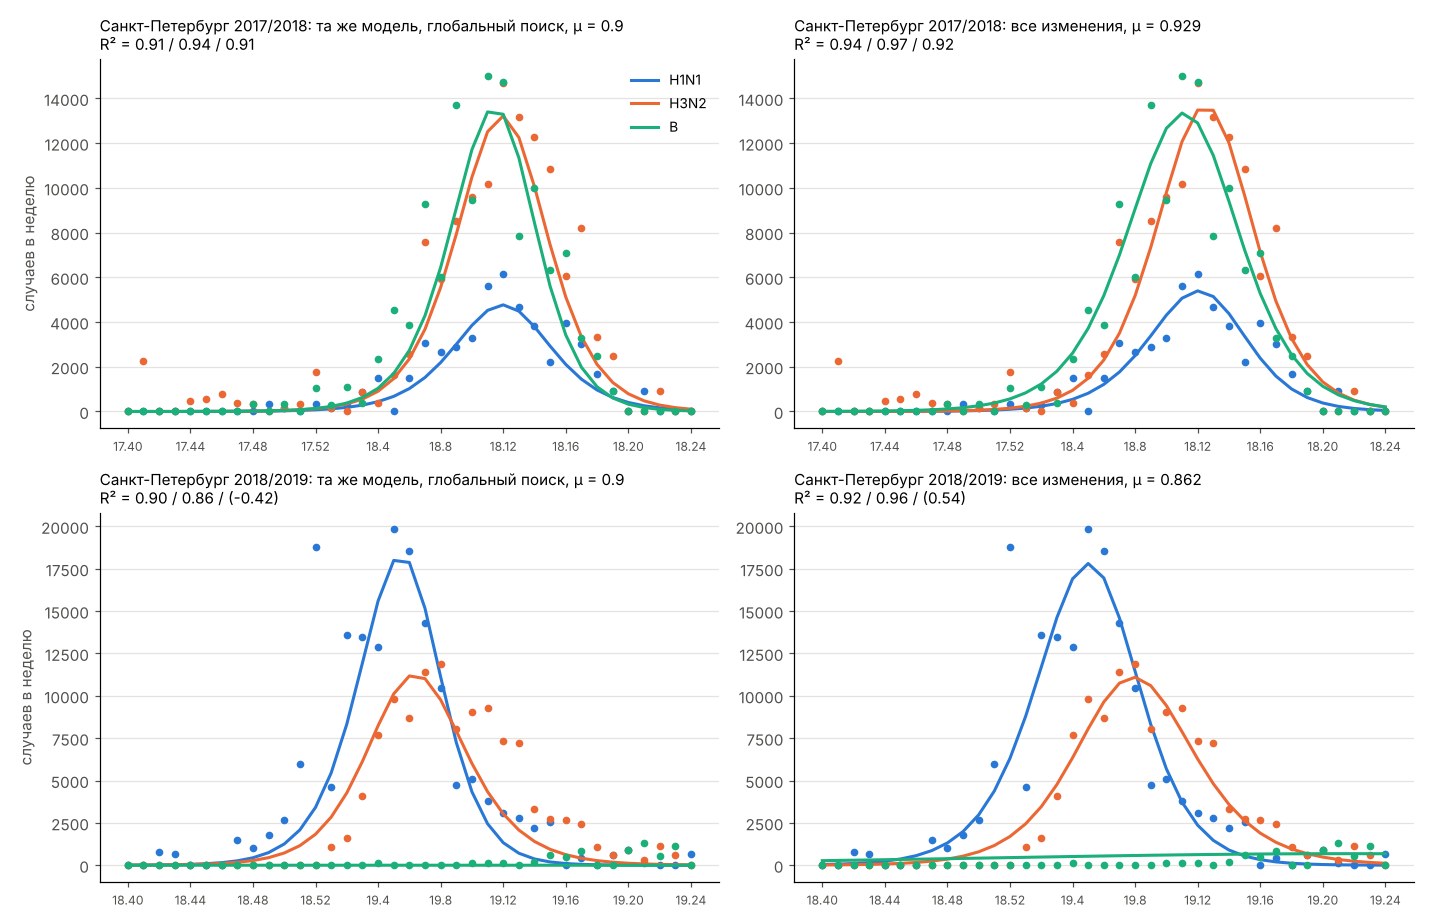 Санкт-Петербург 2017/2018: та же модель, глобальный поиск, μ = 0.9
R² = 0.91 / 0.94 / 0.91
H1N1
H3N2
B
случаев в неделю
14000
12000
10000
8000
6000
4000
2000
0
17.40 17.44 17.48 17.52 18.4 18.8 18.12 18.16 18.20 18.24
Санкт-Петербург 2017/2018: все изменения, μ = 0.929
R² = 0.94 / 0.97 / 0.92
14000
12000
10000
8000
6000
4000
2000
0
17.40 17.44 17.48 17.52 18.4 18.8 18.12 18.16 18.20 18.24
Санкт-Петербург 2018/2019: та же модель, глобальный поиск, μ = 0.9
R² = 0.90 / 0.86 / (-0.42)
случаев в неделю
20000
17500
15000
12500
10000
7500
5000
2500
0
18.40 18.44 18.48 18.52 19.4 19.8 19.12 19.16 19.20 19.24
Санкт-Петербург 2018/2019: все изменения, μ = 0.862
R² = 0.92 / 0.96 / (0.54)
20000
17500
15000
12500
10000
7500
5000
2500
0
18.40 18.44 18.48 18.52 19.4 19.8 19.12 19.16 19.20 19.24